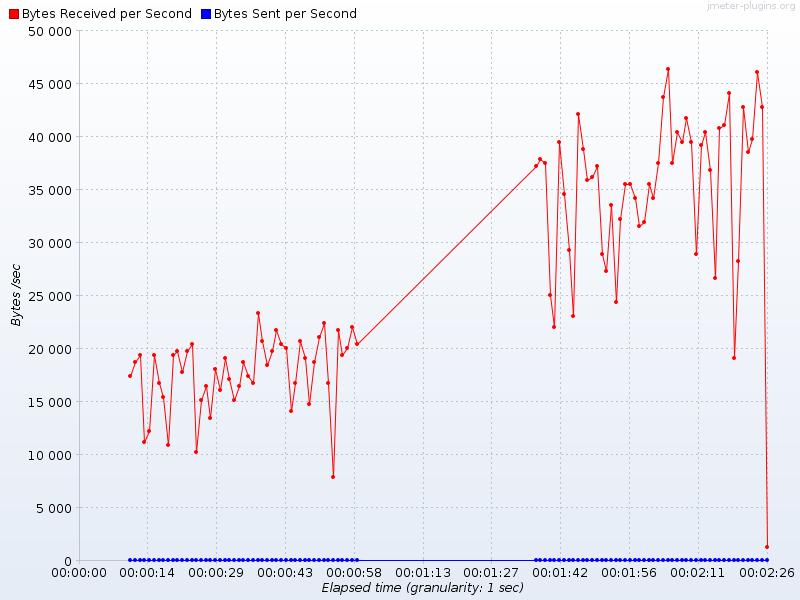 jmeter-plugins.org
Bytes Received per Second Bytes Sent per Second
50 000
45 000
40 000
35 000
30 000
25 000
20 000
15 000
10 000
5 000
0
Bytes /sec
00:00:00 00:00:14 00:00:29 00:00:43 00:00:58 00:01:13 00:01:27 00:01:42 00:01:56 00:02:11 00:02:26
Elapsed time (granularity: 1 sec)